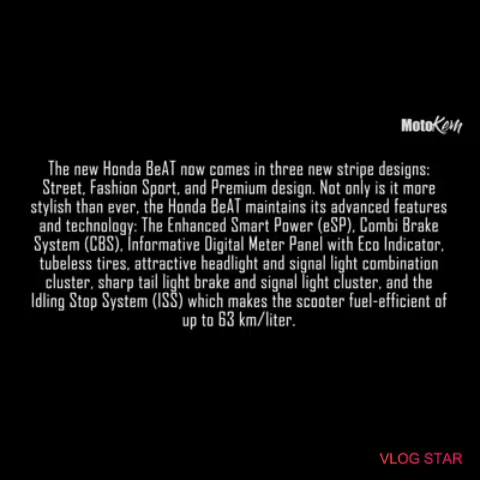 MotoKem
The new Honda BeAT now comes in three new stripe designs:
Street, Fashion Sport, and Premium design. Not only is it more
stylish than ever, the Honda BeAT maintains its advanced features
and technology: The Enhanced Smart Power (eSP), Combi Brake
System (CBS), Informative Digital Meter Panel with Eco Indicator,
tubeless tires, attractive headlight and signal light combination
cluster, sharp tail light brake and signal light cluster, and the
Idling Stop System (ISS) which makes the scooter fuel-efficient of
up to 63 km/liter.
VLOG STAR